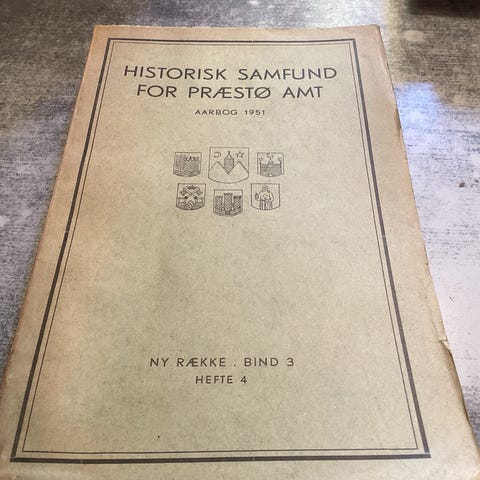 HISTORISK SAMFUND
FOR PRÆSTØ AMT
AARBOG 1951
NY RÆKKE . BIND 3
HEFTE 4